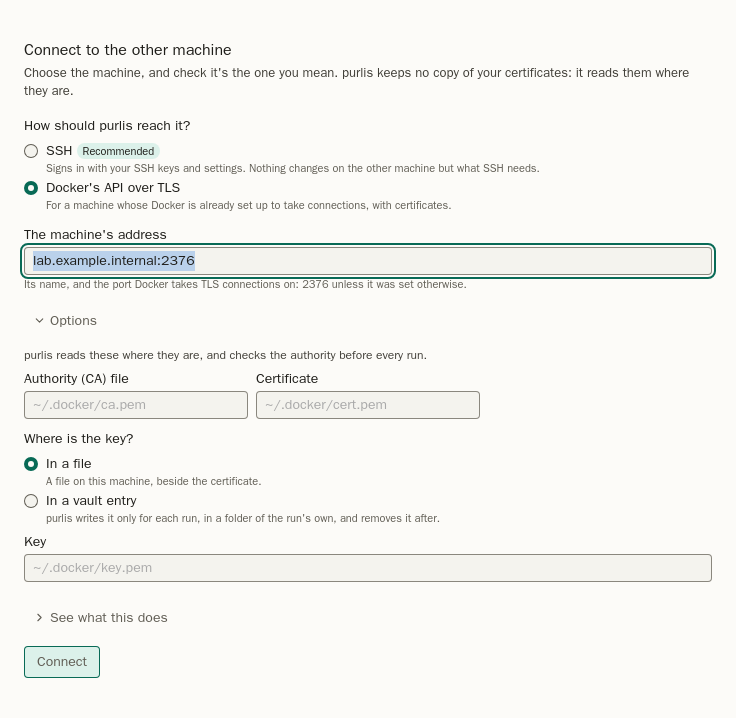 Connect to the other machine
Choose the machine, and check it's the one you mean. purlis keeps no copy of your certificates: it reads them where
they are.
How should purlis reach it?
SSH Recommended
Signs in with your SSH keys and settings. Nothing changes on the other machine but what SSH needs.
Docker's API over TLS
For a machine whose Docker is already set up to take connections, with certificates.
The machine's address
lab.example.internal:2376
Its name, and the port Docker takes TLS connections on: 2376 unless it was set otherwise.
Options
purlis reads these where they are, and checks the authority before every run.
Authority (CA) file Certificate
~/.docker/ca.pem ~/.docker/cert.pem
Where is the key?
In a file
A file on this machine, beside the certificate.
In a vault entry
purlis writes it only for each run, in a folder of the run's own, and removes it after.
Key
~/.docker/key.pem
See what this does
Connect